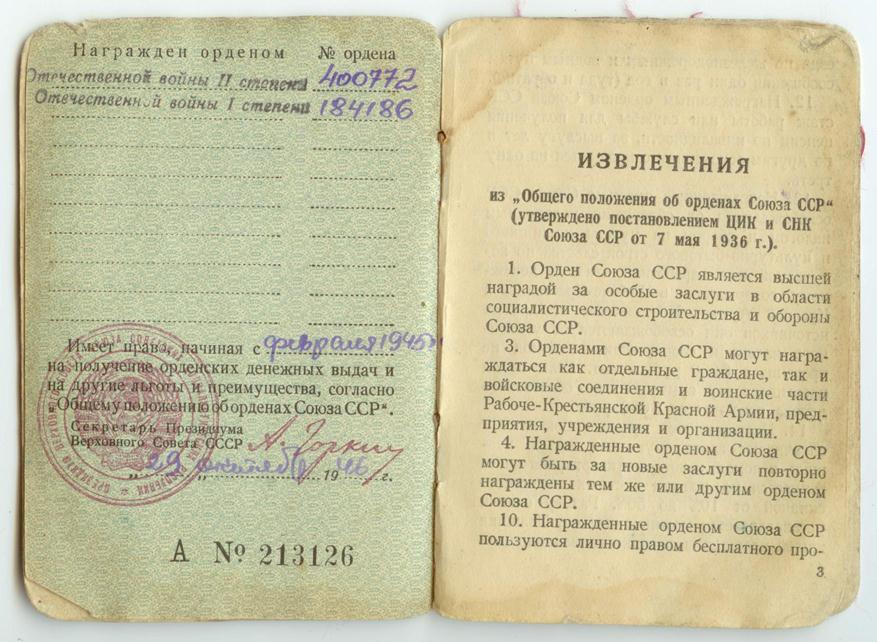 Награжден орденом № ордена
Отечественной войны II степени 400772
Отечественной войны I степени 184186
Имеет право, начиная с февраля 1945
на получение орденских денежных выдач и
на другие льготы и преимущества, согласно
„Общему положению об орденах Союза ССР“.
Секретарь Президиума
Верховного Совета СССР А. Горкин
„29„ октября 1946 г.
А № 213126
ИЗВЛЕЧЕНИЯ
из „Общего положения об орденах Союза ССР“
(утверждено постановлением ЦИК и СНК
Союза ССР от 7 мая 1936 г.).
1. Орден Союза ССР является высшей
наградой за особые заслуги в области
социалистического строительства и обороны
Союза ССР.
3. Орденами Союза ССР могут награ-
ждаться как отдельные граждане, так и
войсковые соединения и воинские части
Рабоче-Крестьянской Красной Армии, пред-
приятия, учреждения и организации.
4. Награжденные орденом Союза ССР
могут быть за новые заслуги повторно
награждены тем же или другим орденом
Союза ССР.
10. Награжденные орденом Союза ССР
пользуются лично правом бесплатного про-
3